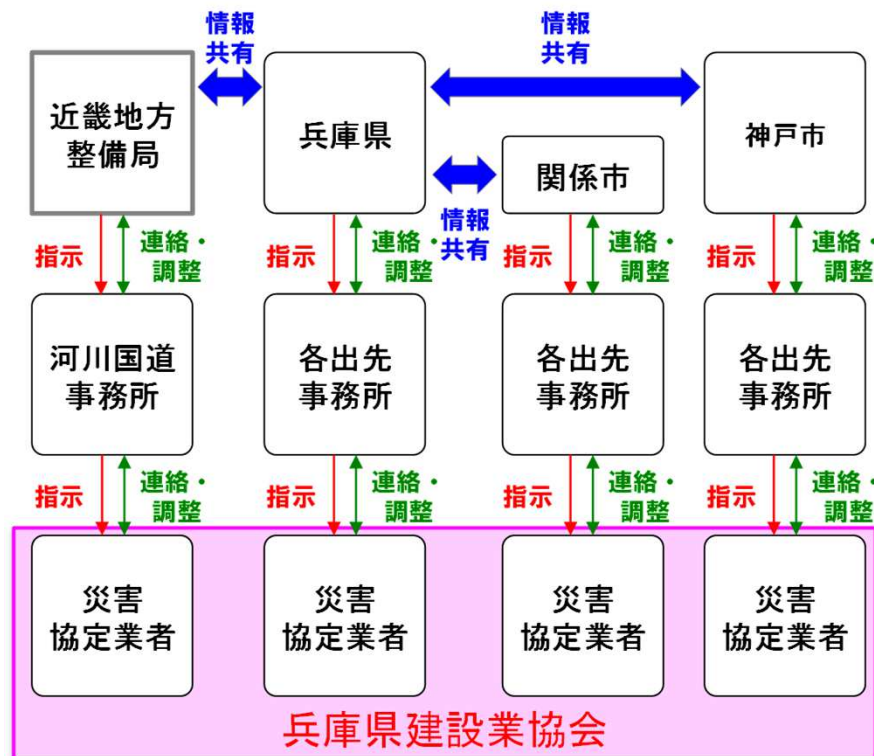 情報
共有
情報
共有
近畿地方
整備局
兵庫県
関係市
神戸市
情報
共有
指示
連絡・
調整
指示
連絡・
調整
指示
連絡・
調整
指示
連絡・
調整
河川国道
事務所
各出先
事務所
各出先
事務所
各出先
事務所
指示
連絡・
調整
指示
連絡・
調整
指示
連絡・
調整
指示
連絡・
調整
災害
協定業者
災害
協定業者
災害
協定業者
災害
協定業者
兵庫県建設業協会